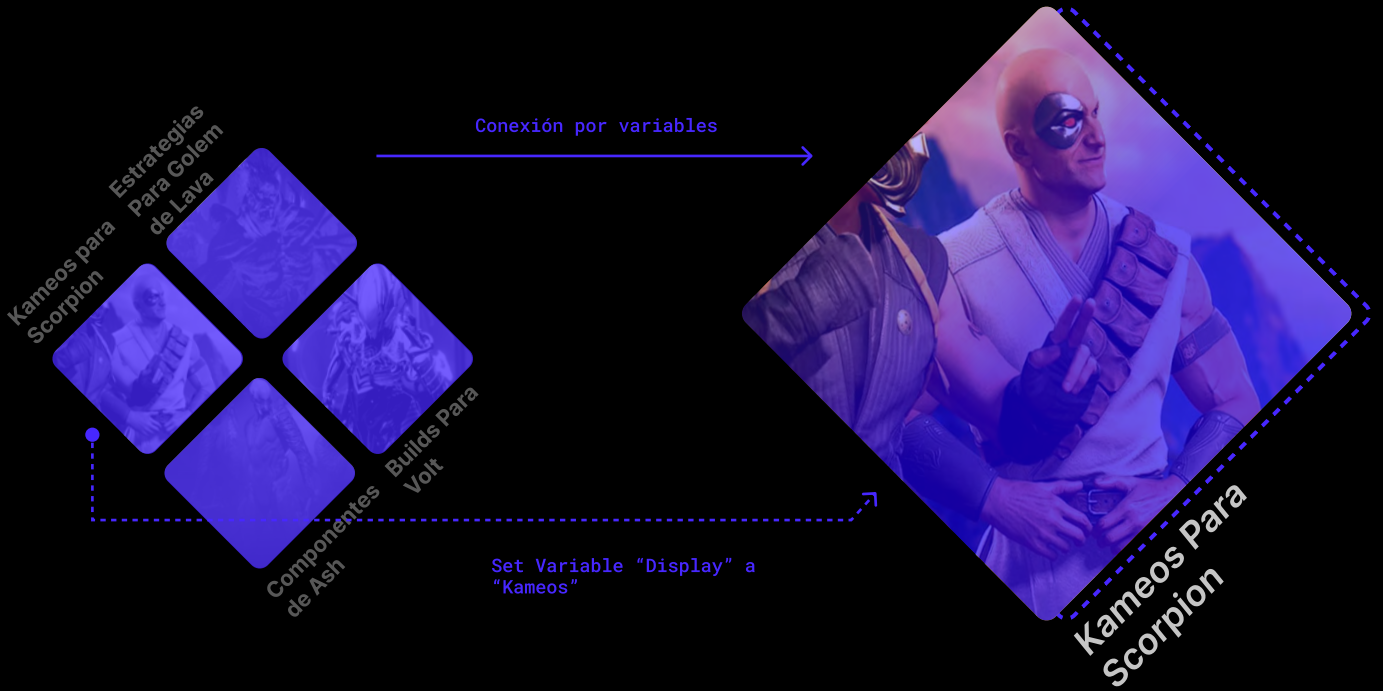 Estrategias
Para Golem
de Lava
Kameos para
Scorpion
Builds Para
Volt
Componentes
de Ash
Conexión por variables
Set Variable “Display” a
“Kameos”
Kameos Para
Scorpion